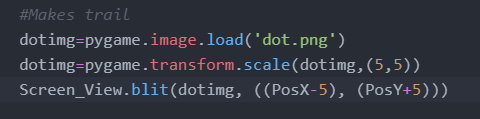 #Makes trail
dotimg=pygame.image.load('dot.png')
dotimg=pygame.transform.scale(dotimg,(5,5))
Screen_View.blit(dotimg, ((PosX-5), (PosY+5)))